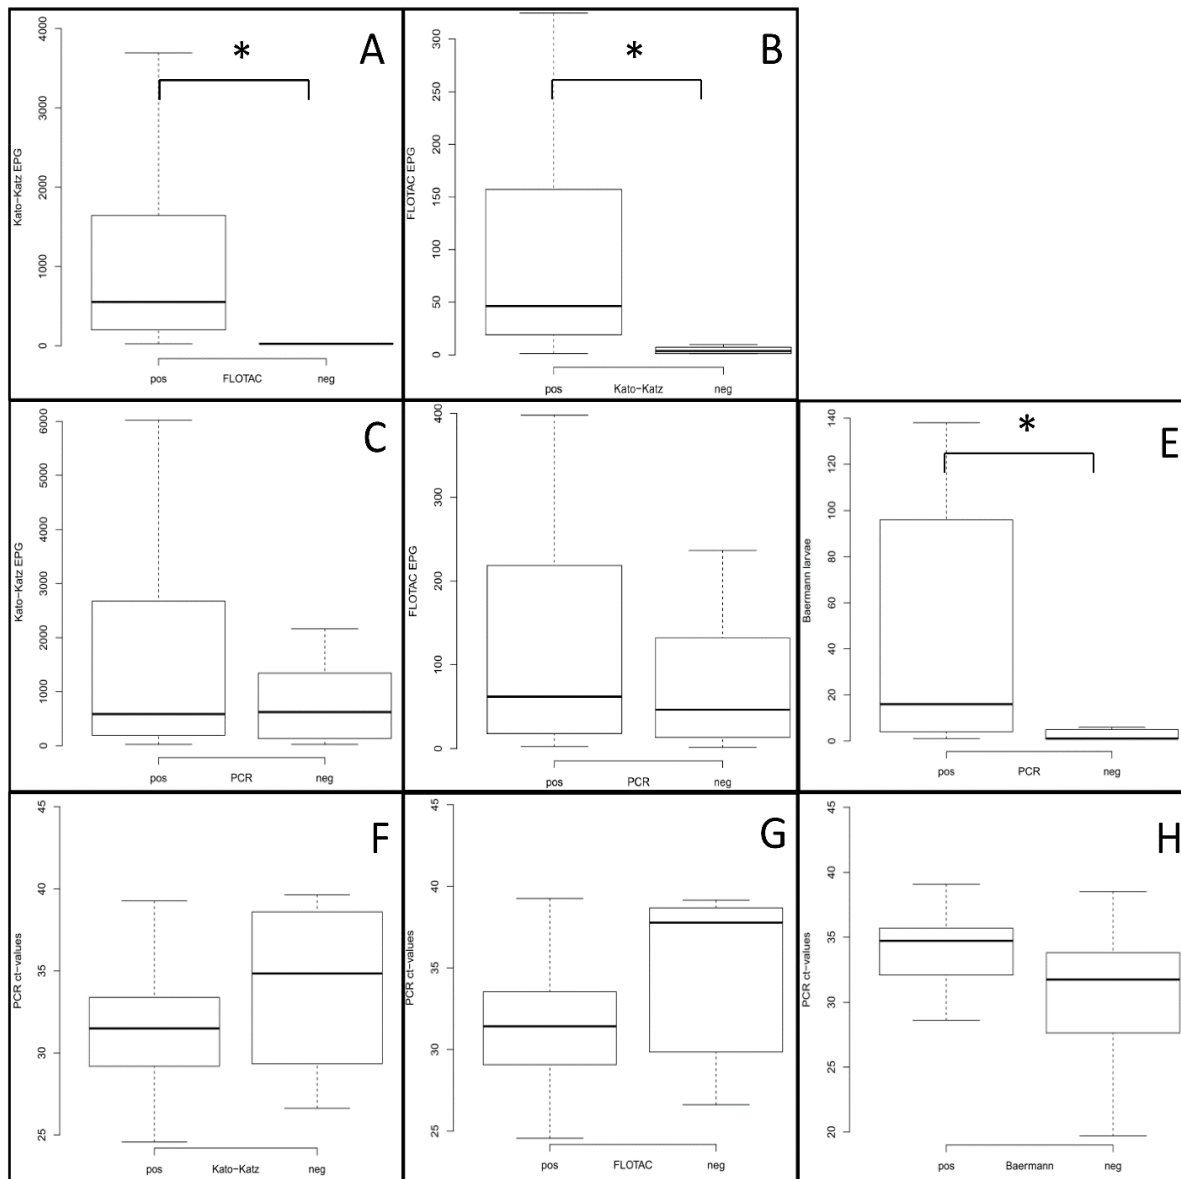 A
*
Kato-Katz EPG
4000
3000
2000
1000
0
pos FLOTAC neg
B
*
FLOTAC EPG
300
250
200
150
100
50
0
pos Kato-Katz neg
C
Kato-Katz EPG
6000
5000
4000
3000
2000
1000
0
pos PCR neg
FLOTAC EPG
400
300
200
100
0
pos PCR neg
E
*
Baermann larvae
140
120
100
80
60
40
20
0
pos PCR neg
F
PCR ct-values
45
40
35
30
25
pos Kato-Katz neg
G
PCR ct-values
45
40
35
30
25
pos FLOTAC neg
H
PCR ct-values
45
40
35
30
25
20
pos Baermann neg